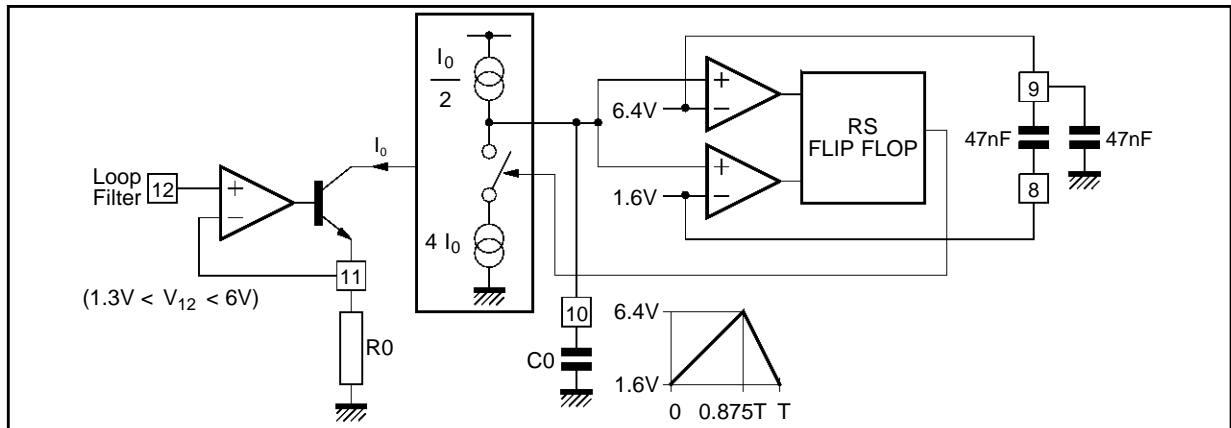 I0
2
I0
4 I0
Loop
Filter
12
+
−
11
(1.3V < V12 < 6V)
R0
10
C0
6.4V
1.6V
+
−
+
−
RS
FLIP FLOP
9
8
47nF
47nF
6.4V
1.6V
0 0.875T T